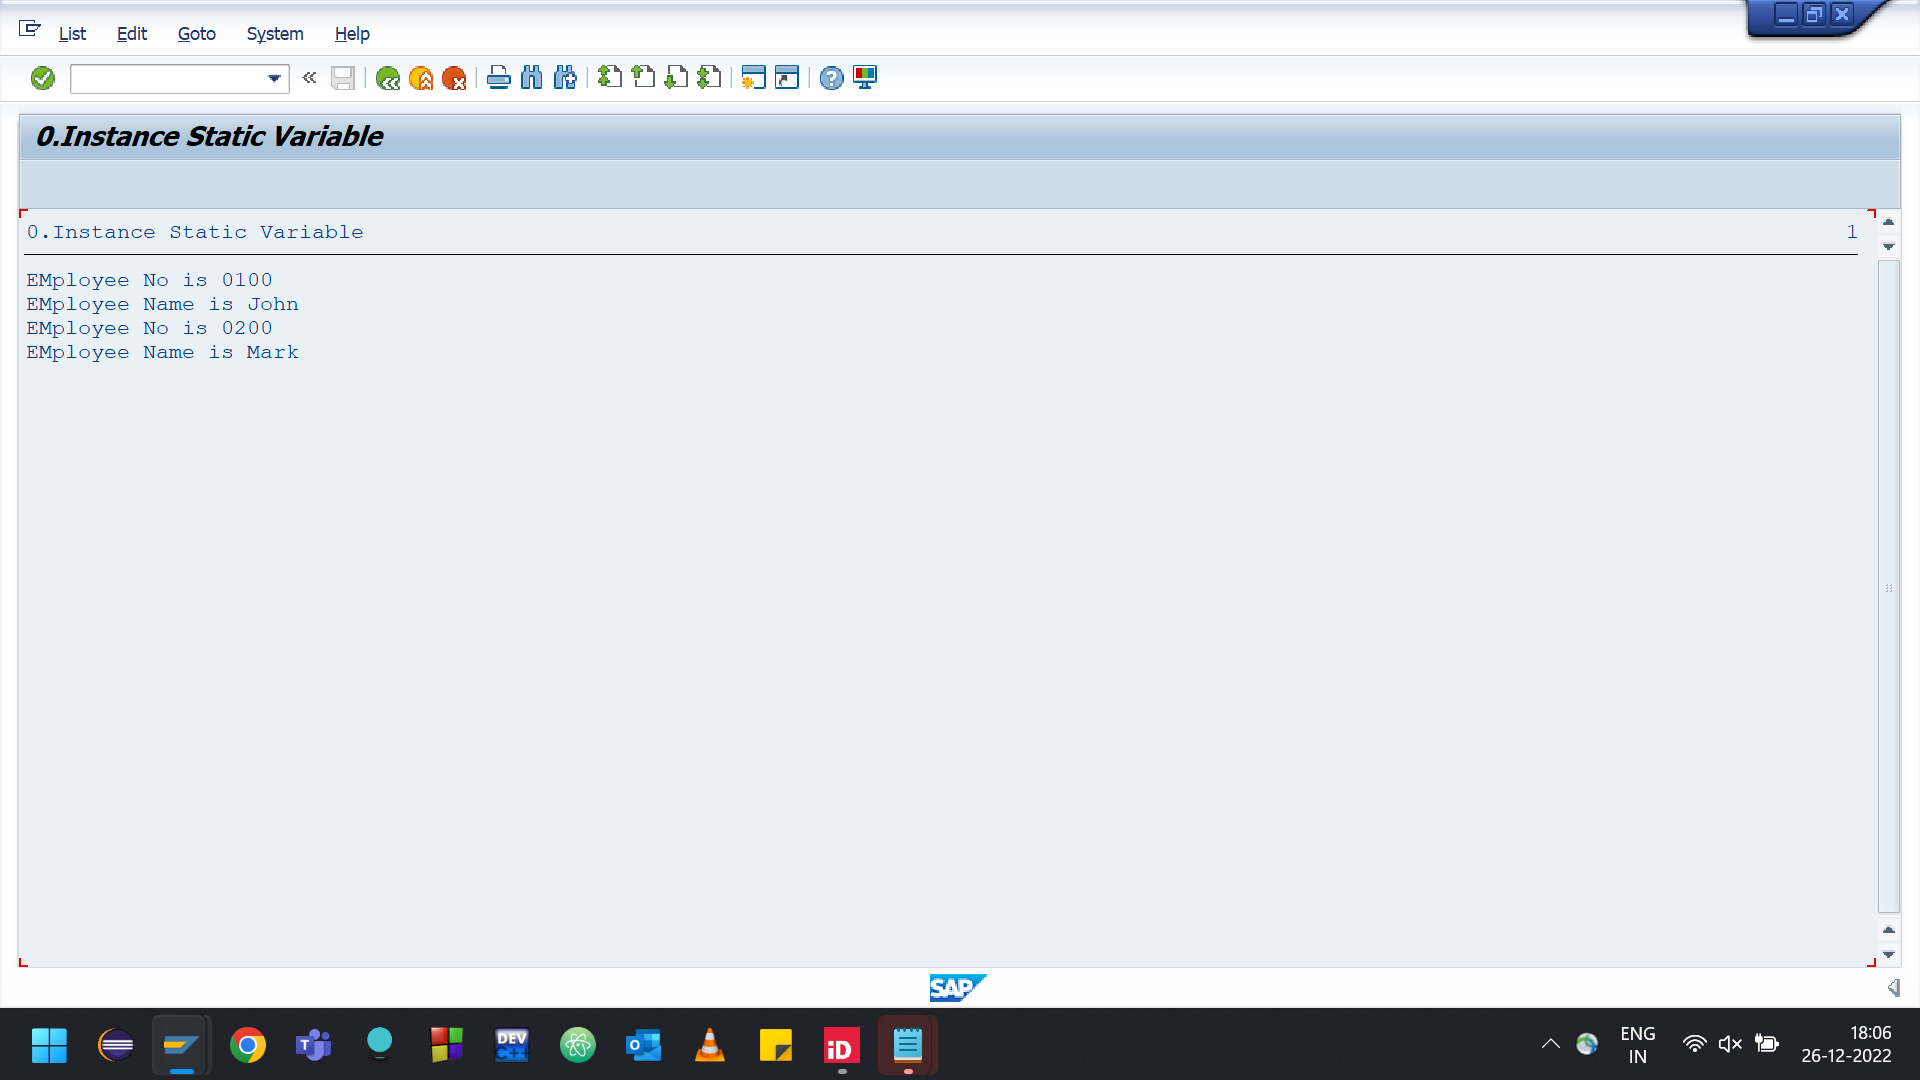 List Edit Goto System Help
0.Instance Static Variable
0.Instance Static Variable 1
EMployee No is 0100
EMployee Name is John
EMployee No is 0200
EMployee Name is Mark
SAP
T DEV C++ O iD
ENG
IN
18:06
26-12-2022